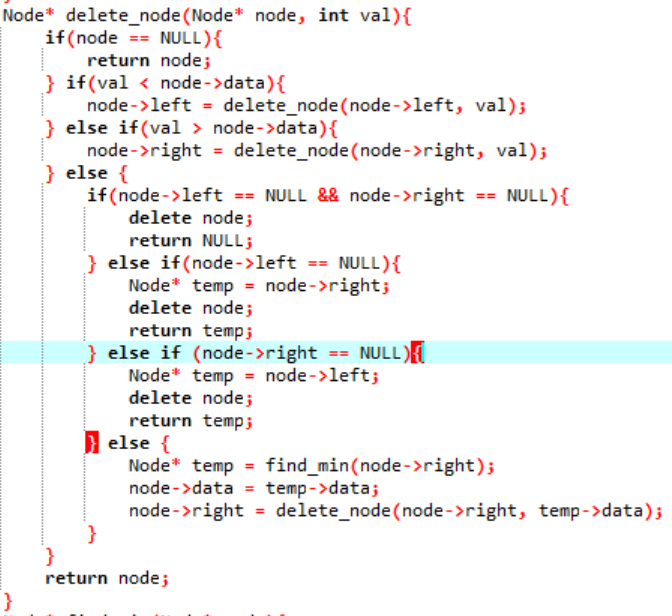 Node* delete_node(Node* node, int val){
    if(node == NULL){
        return node;
    } if(val < node->data){
        node->left = delete_node(node->left, val);
    } else if(val > node->data){
        node->right = delete_node(node->right, val);
    } else {
        if(node->left == NULL && node->right == NULL){
            delete node;
            return NULL;
        } else if(node->left == NULL){
            Node* temp = node->right;
            delete node;
            return temp;
        } else if (node->right == NULL){
            Node* temp = node->left;
            delete node;
            return temp;
        } else {
            Node* temp = find_min(node->right);
            node->data = temp->data;
            node->right = delete_node(node->right, temp->data);
        }
    }
    return node;
}